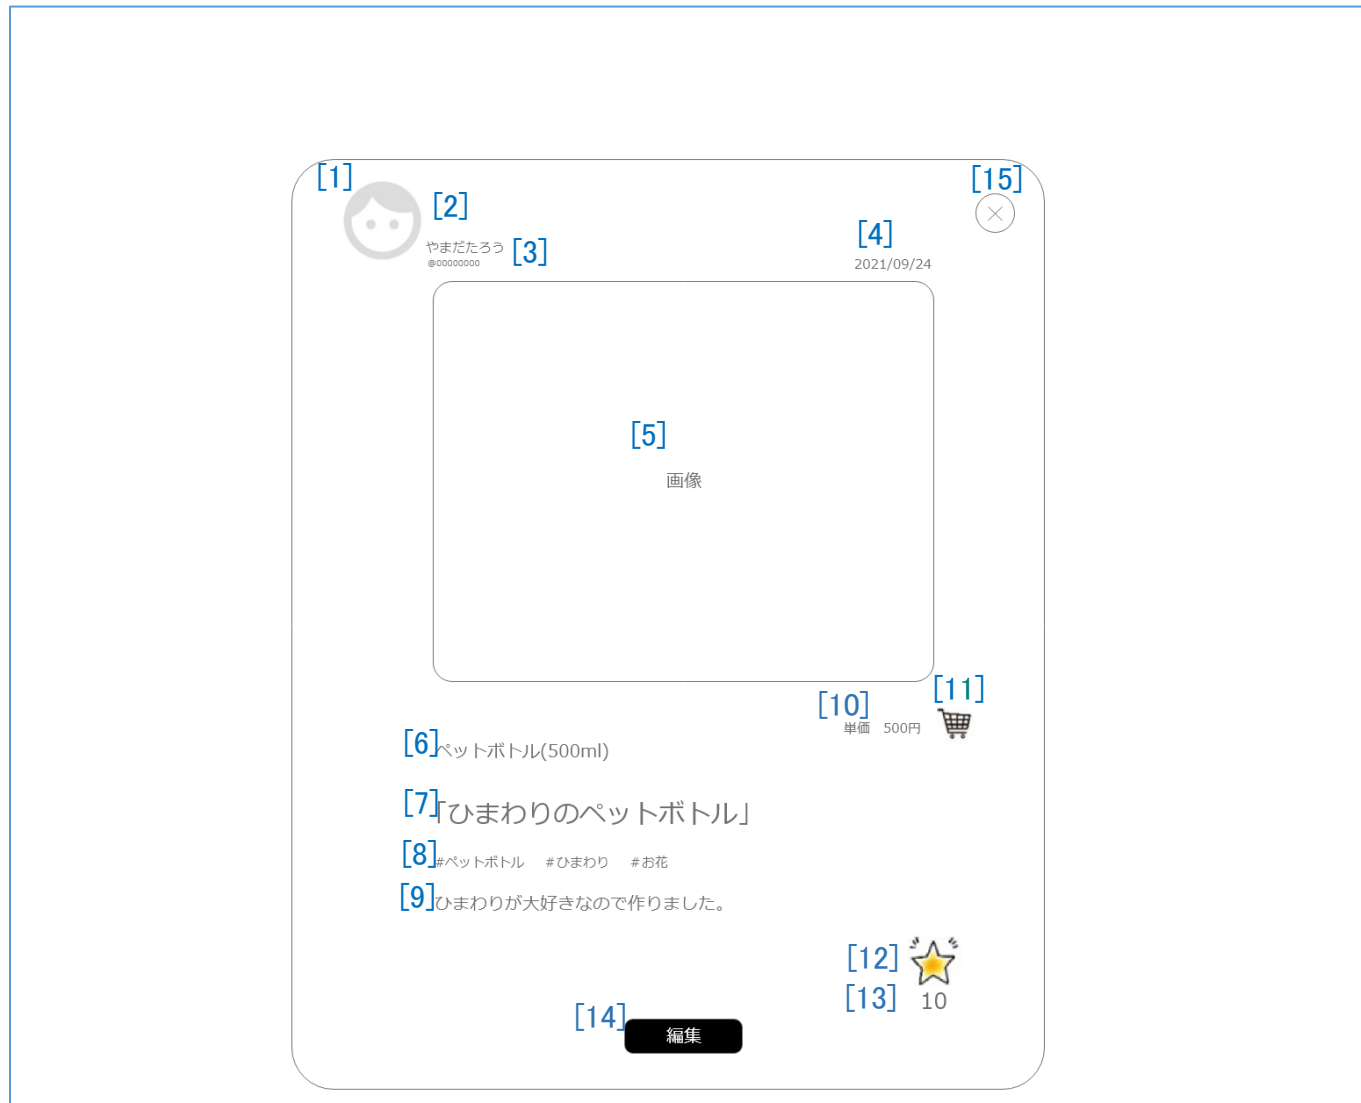 [1]
[15]
[2]
[4]
やまだたろう [3]
@00000000
2021/09/24
[5]
画像
[11]
[10]
単価 500円
[6]ペットボトル(500ml)
[7]「ひまわりのペットボトル」
[8]#ペットボトル #ひまわり #お花
[9]ひまわりが大好きなので作りました。
[12]
[13] 10
[14]
編集